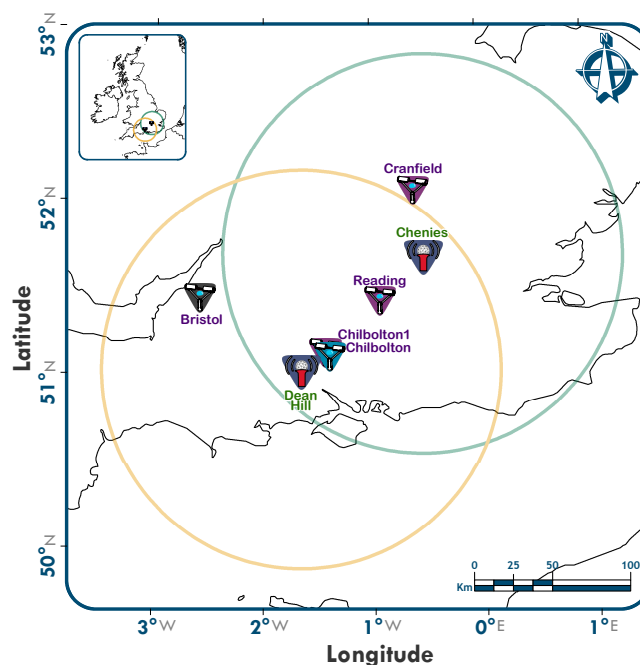 53°N
N
Cranfield
52°N
Chenies
Reading
Bristol
Chilbolton1
Chilbolton
Latitude
51°N
Dean
Hill
50°N
0 25 50 100
Km
3°W 2°W 1°W 0°E 1°E
Longitude